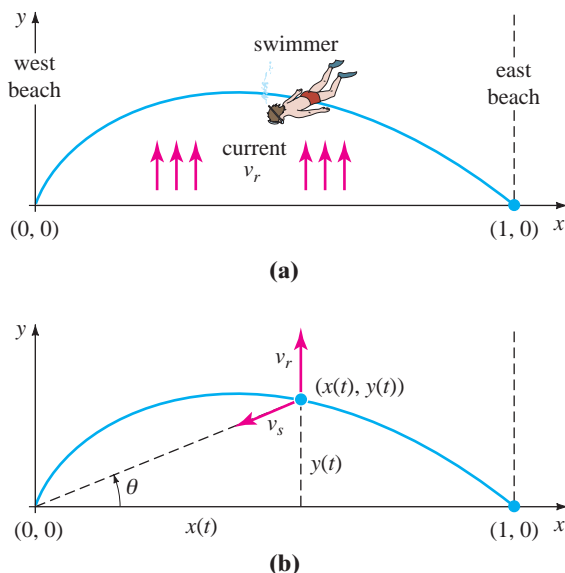 y
swimmer
west
beach
east
beach
current
v_r
(0, 0)
(1, 0)
x
(a)
y
v_r
(x(t), y(t))
v_s
y(t)
θ
(0, 0)
x(t)
(1, 0)
x
(b)